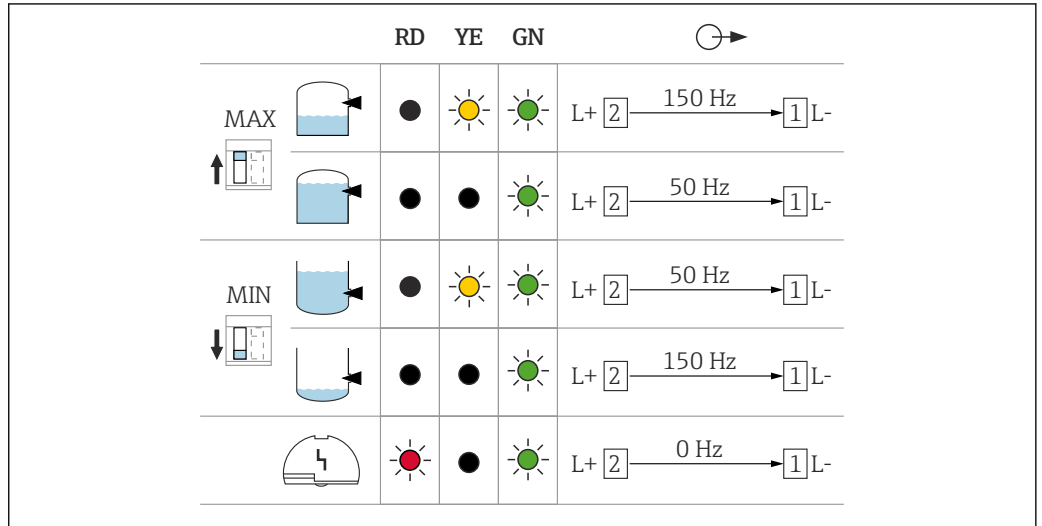 RD YE GN
MAX
L+ 2 150 Hz 1 L-
L+ 2 50 Hz 1 L-
MIN
L+ 2 50 Hz 1 L-
L+ 2 150 Hz 1 L-
L+ 2 0 Hz 1 L-